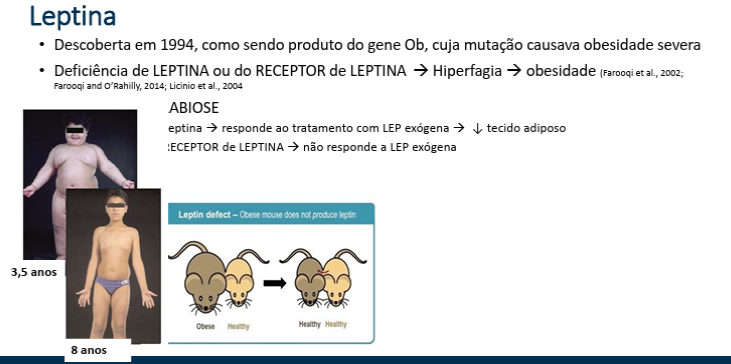 Leptina
• Descoberta em 1994, como sendo produto do gene Ob, cuja mutação causava obesidade severa
• Deficiência de LEPTINA ou do RECEPTOR de LEPTINA → Hiperfagia → obesidade (Farooqi et al., 2002;
Farooqi and O'Rahilly, 2014; Licinio et al., 2004
ABIOSE
eptina → responde ao tratamento com LEP exógena → ↓ tecido adiposo
RECEPTOR de LEPTINA → não responde a LEP exógena
Leptin defect – Obese mouse does not produce leptin
3,5 anos
Obese Healthy
Healthy Healthy
8 anos